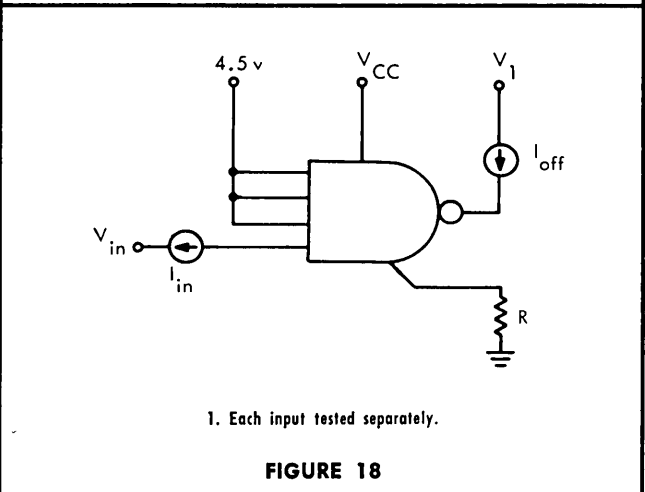 4.5 v
V CC
V 1
I off
V in
I in
R
1. Each input tested separately.
FIGURE 18